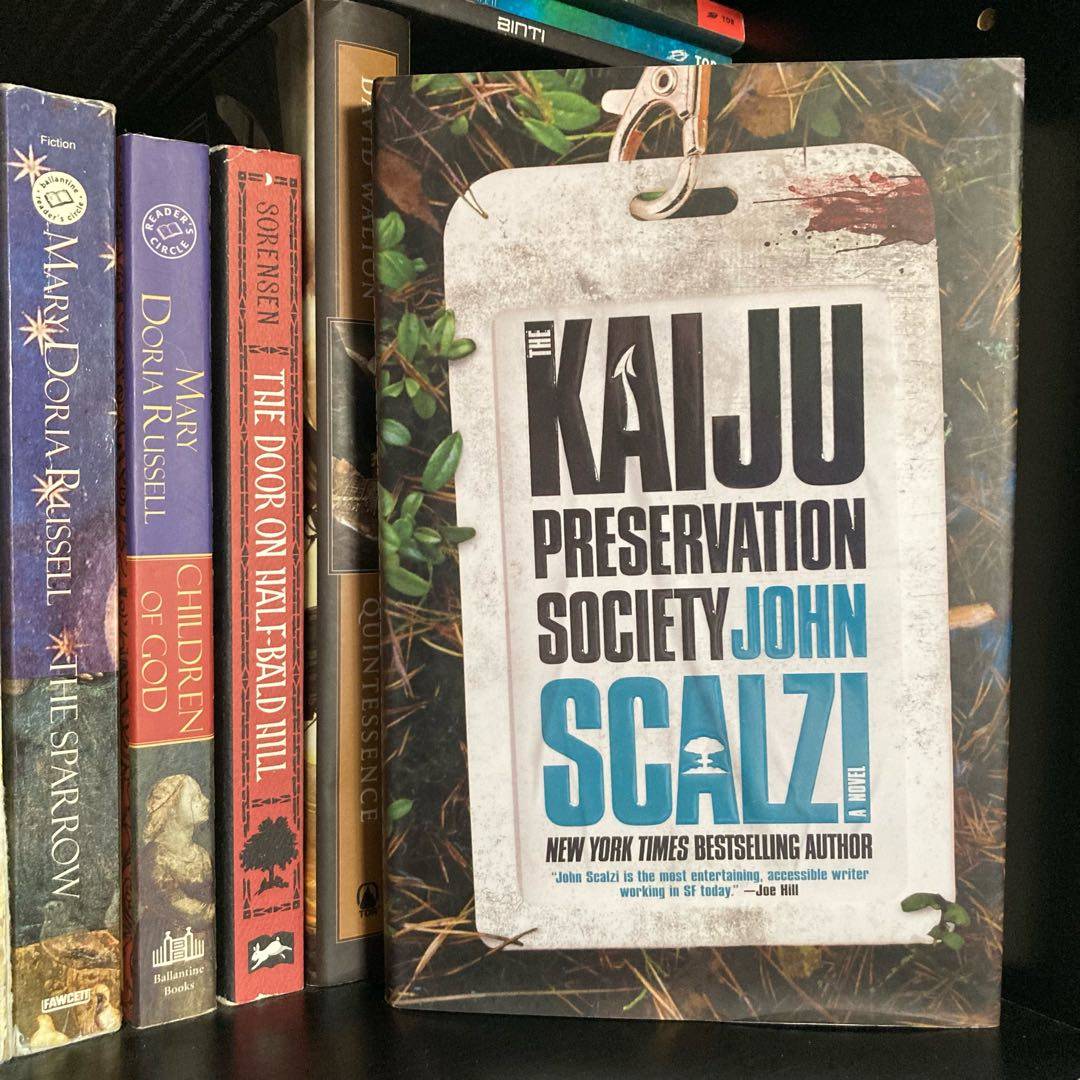 Fiction
ballantine reader's circle
MARY DORIA RUSSELL
THE SPARROW
FAWCETT
READER'S CIRCLE
MARY
DORIA RUSSELL
CHILDREN
OF GOD
Ballantine
Books
SORENSEN
THE DOOR ON HALF-BALD HILL
DAVID WALTON
QUINTESSENCE
TOR
BINTI
TOR
TOR
THE
KAIJU
PRESERVATION
SOCIETY JOHN
SCALZI
A NOVEL
NEW YORK TIMES BESTSELLING AUTHOR
"John Scalzi is the most entertaining, accessible writer
working in SF today." —Joe Hill